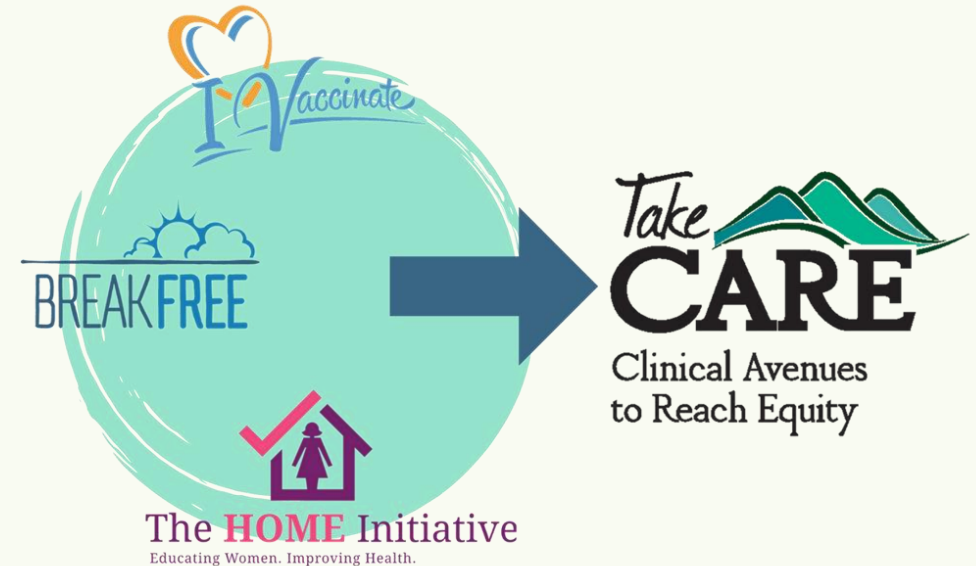 I Vaccinate
BREAKFREE
The HOME Initiative
Educating Women. Improving Health.
Take
CARE
Clinical Avenues
to Reach Equity